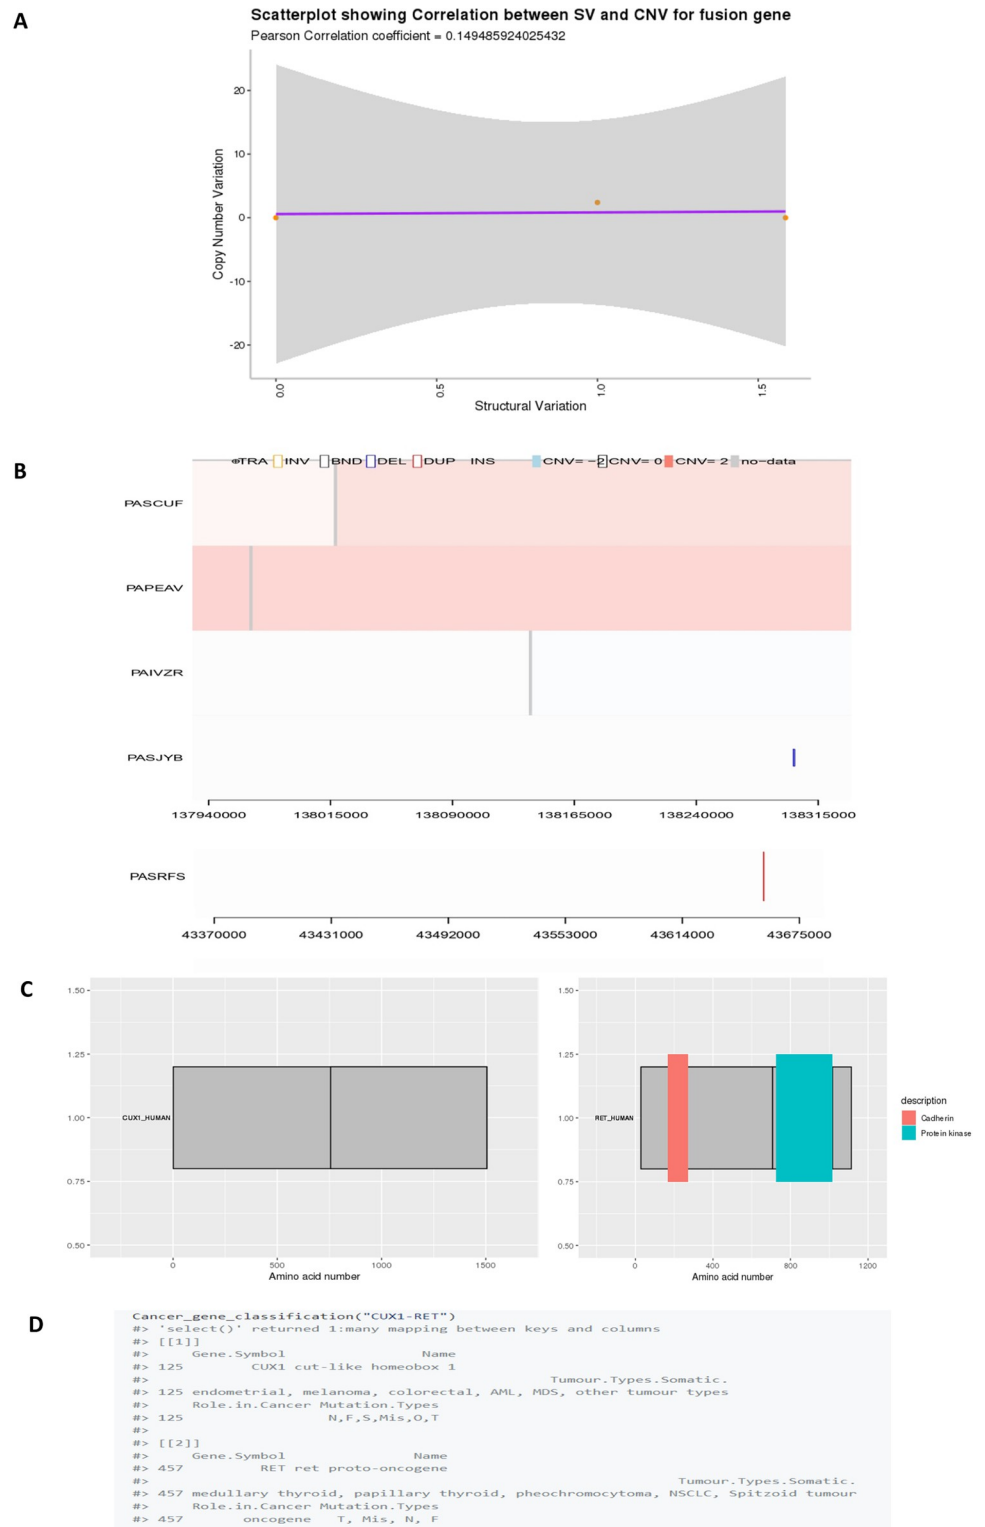 A
Scatterplot showing Correlation between SV and CNV for fusion gene
Pearson Correlation coefficient = 0.149485924025432
20
10
0
-10
-20
Copy Number Variation
0.0
0.5
1.0
1.5
Structural Variation
B
TRA INV BND DEL DUP INS CNV= -2 CNV= 0 CNV= 2 no-data
PASCUF
PAPEAV
PAIVZR
PASJYB
137940000 138015000 138090000 138165000 138240000 138315000
PASRFS
43370000 43431000 43492000 43553000 43614000 43675000
C
1.50
1.25
1.00
0.75
0.50
CUX1_HUMAN
0 500 1000 1500
Amino acid number
1.50
1.25
1.00
0.75
0.50
RET_HUMAN
0 400 800 1200
Amino acid number
description
Cadherin
Protein kinase
D
Cancer_gene_classification("CUX1-RET")
#> 'select()' returned 1:many mapping between keys and columns
#> [[1]]
#> Gene.Symbol Name
#> 125 CUX1 cut-like homeobox 1
#> Tumour.Types.Somatic.
#> 125 endometrial, melanoma, colorectal, AML, MDS, other tumour types
#> Role.in.Cancer Mutation.Types
#> 125 N,F,S,Mis,O,T
#>
#> [[2]]
#> Gene.Symbol Name
#> 457 RET ret proto-oncogene
#> Tumour.Types.Somatic.
#> 457 medullary thyroid, papillary thyroid, pheochromocytoma, NSCLC, Spitzoid tumour
#> Role.in.Cancer Mutation.Types
#> 457 oncogene T, Mis, N, F